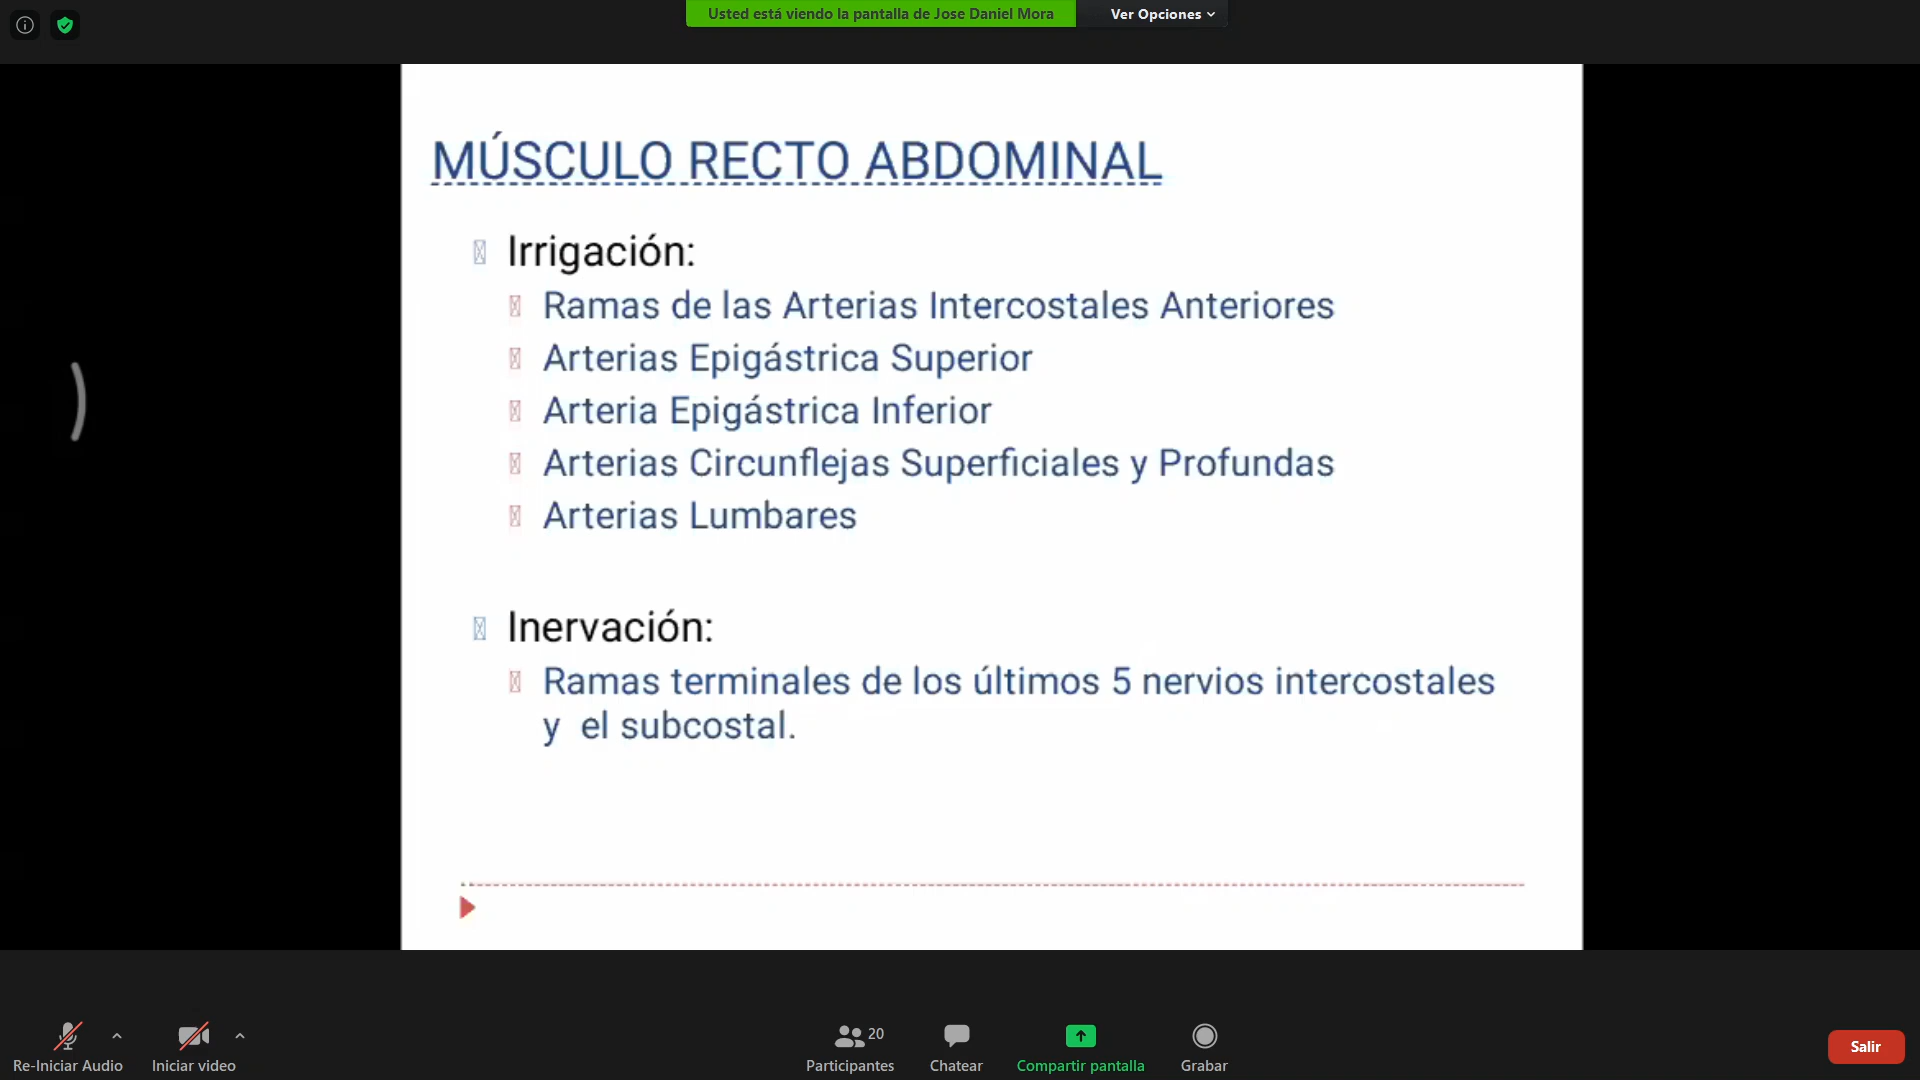 Usted está viendo la pantalla de Jose Daniel Mora
Ver Opciones
MÚSCULO RECTO ABDOMINAL
Irrigación:
Ramas de las Arterias Intercostales Anteriores
Arterias Epigástrica Superior
Arteria Epigástrica Inferior
Arterias Circunflejas Superficiales y Profundas
Arterias Lumbares
Inervación:
Ramas terminales de los últimos 5 nervios intercostales
y el subcostal.
Re-Iniciar Audio
Iniciar video
20
Participantes
Chatear
Compartir pantalla
Grabar
Salir